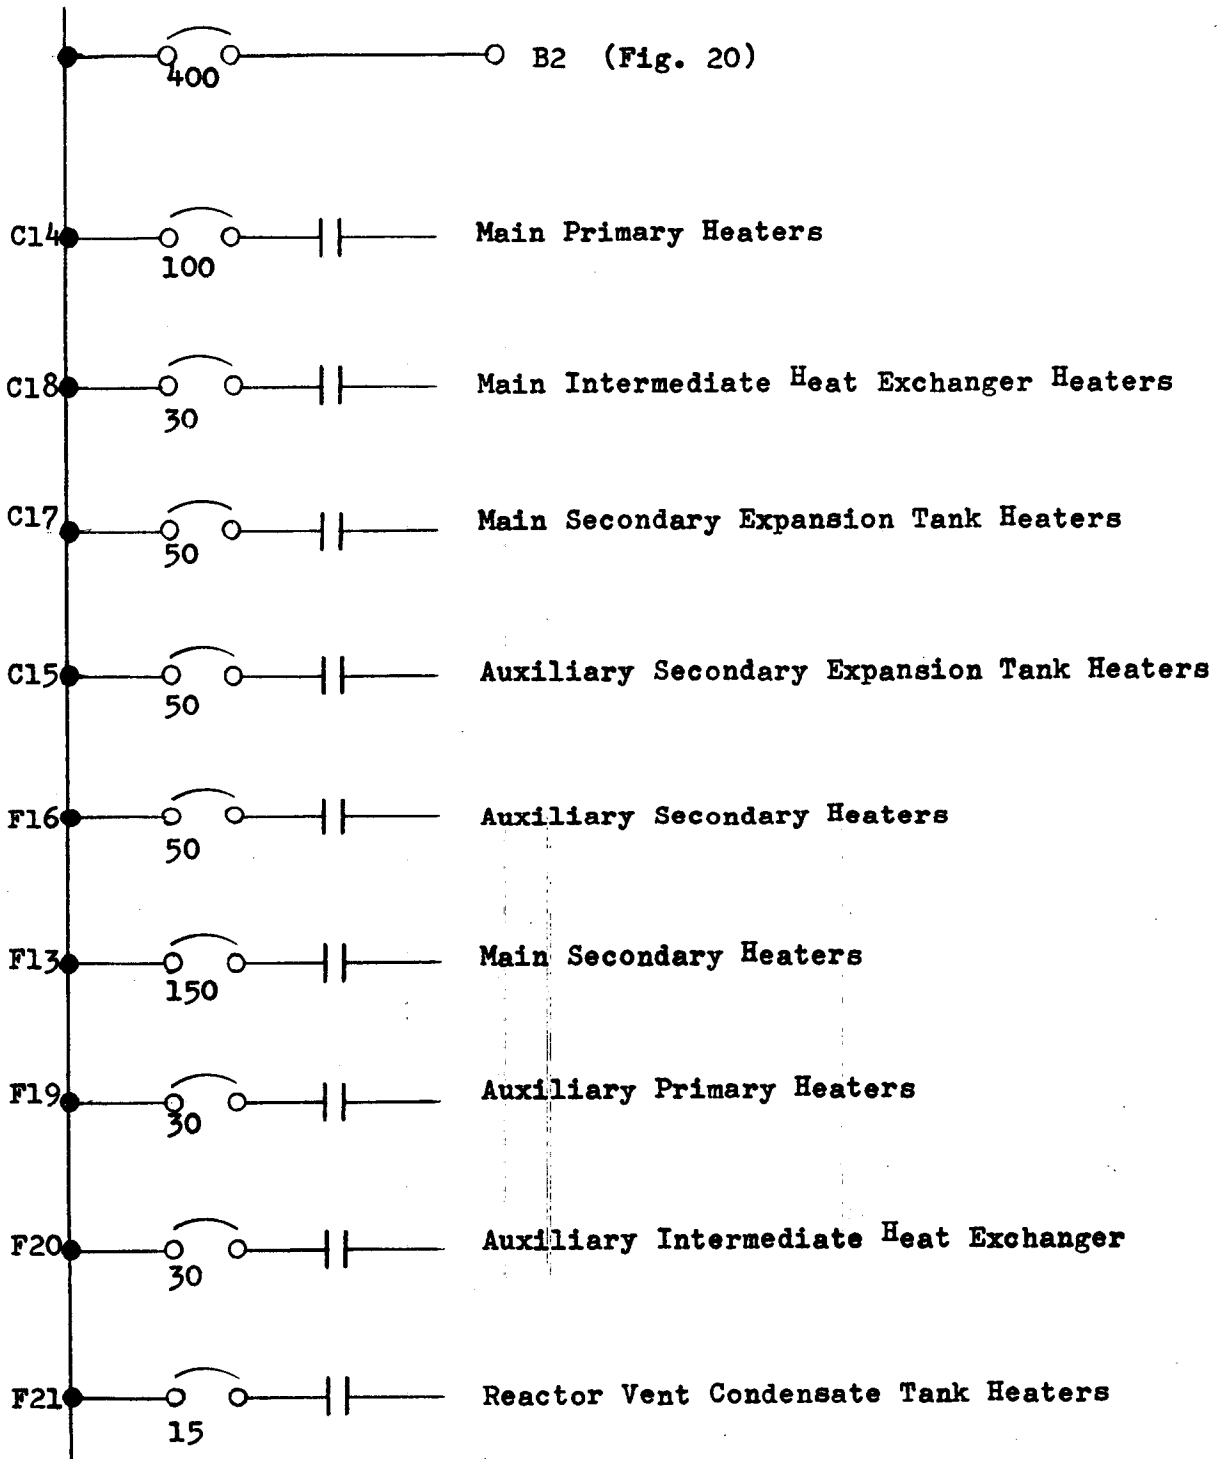 400 B2 (Fig. 20)
C14 Main Primary Heaters
100
C18 Main Intermediate Heat Exchanger Heaters
30
C17 Main Secondary Expansion Tank Heaters
50
C15 Auxiliary Secondary Expansion Tank Heaters
50
F16 Auxiliary Secondary Heaters
50
F13 Main Secondary Heaters
150
F19 Auxiliary Primary Heaters
30
F20 Auxiliary Intermediate Heat Exchanger
30
F21 Reactor Vent Condensate Tank Heaters
15